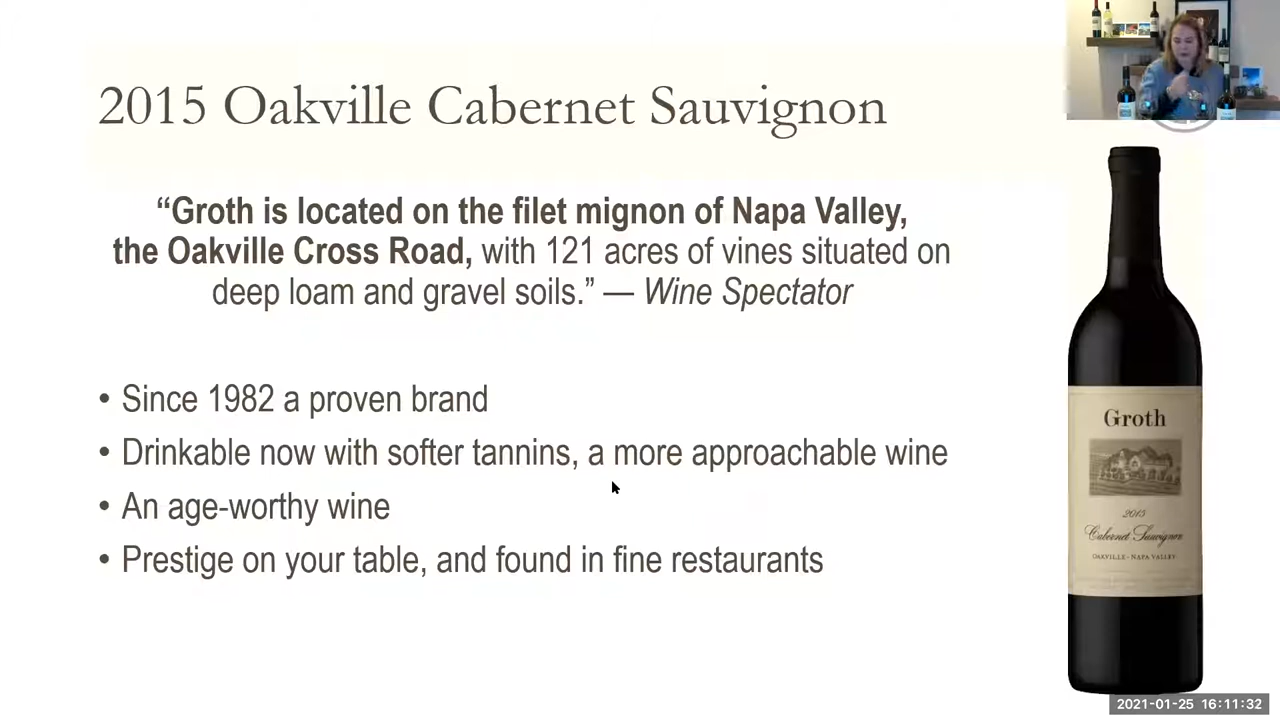 2015 Oakville Cabernet Sauvignon
“Groth is located on the filet mignon of Napa Valley,
the Oakville Cross Road, with 121 acres of vines situated on
deep loam and gravel soils.” — Wine Spectator
• Since 1982 a proven brand
• Drinkable now with softer tannins, a more approachable wine
• An age-worthy wine
• Prestige on your table, and found in fine restaurants
Groth
2015
Cabernet Sauvignon
OAKVILLE - NAPA VALLEY
2021-01-25 16:11:32